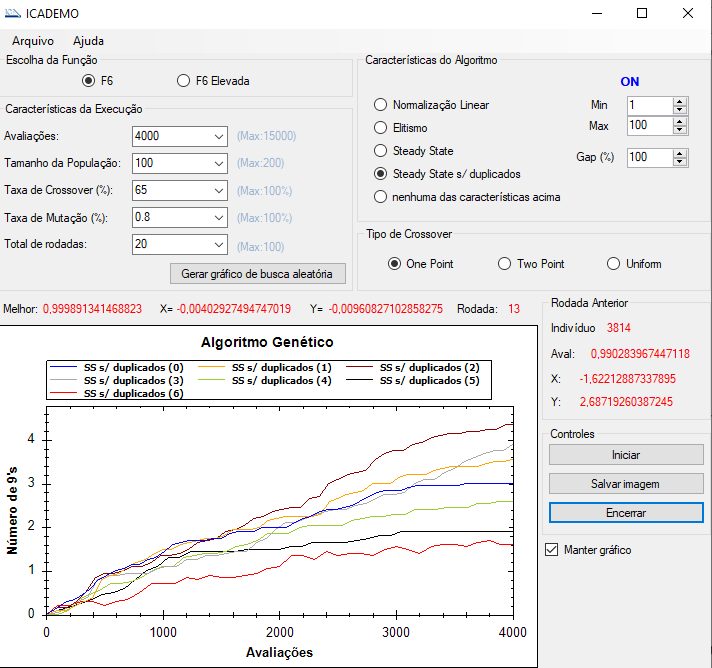 ICADEMO
Arquivo Ajuda
Escolha da Função
F6 F6 Elevada
Características da Execução
Avaliações: 4000 (Max:15000)
Tamanho da População: 100 (Max:200)
Taxa de Crossover (%): 65 (Max:100%)
Taxa de Mutação (%): 0.8 (Max:100%)
Total de rodadas: 20 (Max:100)
Gerar gráfico de busca aleatória
Características do Algoritmo
ON
Normalização Linear Min 1
Elitismo Max 100
Steady State
Steady State s/ duplicados Gap (%) 100
nenhuma das características acima
Tipo de Crossover
One Point Two Point Uniform
Melhor: 0,999891341468823 X= -0,00402927494747019 Y= -0,00960827102858275 Rodada: 13
Rodada Anterior
Indivíduo 3814
Aval: 0,990283967447118
X: -1,62212887337895
Y: 2,68719260387245
Controles
Iniciar
Salvar imagem
Encerrar
Manter gráfico
Algoritmo Genético
SS s/ duplicados (0) SS s/ duplicados (1) SS s/ duplicados (2)
SS s/ duplicados (3) SS s/ duplicados (4) SS s/ duplicados (5)
SS s/ duplicados (6)
Número de 9's
4
3
2
1
0
0 1000 2000 3000 4000
Avaliações